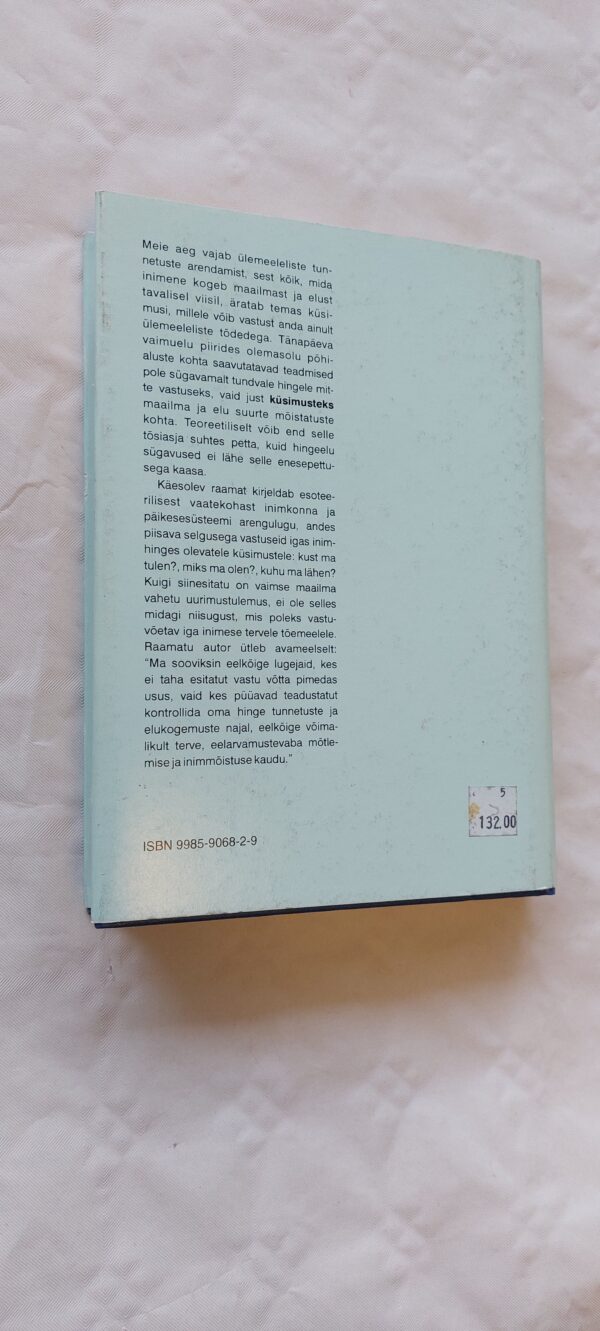 Meie aeg vajab ülemeeleliste tun-
netuste arendamist, sest kõik, mida
inimene kogeb maailmast ja elust
tavalisel viisil, äratab temas küsi-
musi, millele võib vastust anda ainult
ülemeeleliste tõdedega. Tänapäeva
vaimuelu piirides olemasolu põhi-
aluste kohta saavutatavad teadmised
pole sügavamalt tundvale hingele mit-
te vastuseks, vaid just küsimusteks
maailma ja elu suurte mõistatuste
kohta. Teoreetiliselt võib end selle
tõsiasja suhtes petta, kuid hingeelu
sügavused ei lähe selle enesepettu-
sega kaasa.
Käesolev raamat kirjeldab esotee-
rilisest vaatekohast inimkonna ja
päikesesüsteemi arengulugu, andes
piisava selgusega vastuseid igas inim-
hinges olevatele küsimustele: kust ma
tulen?, miks ma olen?, kuhu ma lähen?
Kuigi siinesitatu on vaimse maailma
vahetu uurimustulemus, ei ole selles
midagi niisugust, mis poleks vastu-
võetav iga inimese tervele tõemeelele.
Raamatu autor ütleb avameelselt:
“Ma sooviksin eelkõige lugejaid, kes
ei taha esitatut vastu võtta pimedas
usus, vaid kes püüavad teadustatut
kontrollida oma hinge tunnetuste ja
elukogemuste najal, eelkõige võima-
likult terve, eelarvamustevaba mõtle-
mise ja inimmõistuse kaudu.”
5
132.00
ISBN 9985-9068-2-9